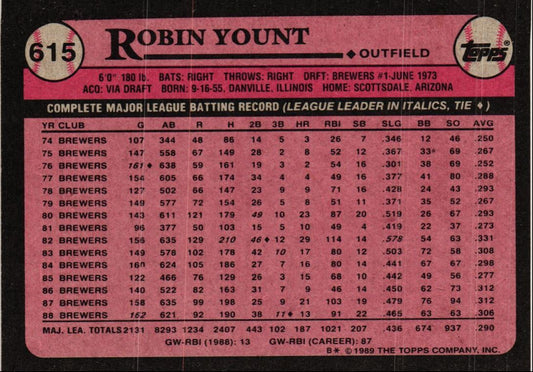 615
ROBIN YOUNT
◆ OUTFIELD
TOPPS®
6'0" 180 lb. BATS: RIGHT THROWS: RIGHT DRFT: BREWERS #1-JUNE 1973
ACQ: VIA DRAFT BORN: 9-16-55, DANVILLE, ILLINOIS HOME: SCOTTSDALE, ARIZONA
COMPLETE MAJOR LEAGUE BATTING RECORD (LEAGUE LEADER IN ITALICS, TIE ◆)
YR CLUB G AB R H 2B 3B HR RBI SB SLG BB SO AVG
74 BREWERS 107 344 48 86 14 5 3 26 7 .346 12 46 .250
75 BREWERS 147 558 67 149 28 2 8 52 12 .367 33* 69 .267
76 BREWERS 161◆ 638 59 161 19 3 2 54 16 .301 38 69 .252
77 BREWERS 154 605 66 174 34 4 4 49 16 .377 41 80 .288
78 BREWERS 127 502 66 147 23 9 9 71 16 .428 24 43 .293
79 BREWERS 149 577 72 154 26 5 8 51 11 .371 35 52 .267
80 BREWERS 143 611 121 179 49 10 23 87 20 .519 26 67 .293
81 BREWERS 96 377 50 103 15 5 10 49 4 .419 22 37 .273
82 BREWERS 156 635 129 210 46◆ 12 29 114 14 .578 54 63 .331
83 BREWERS 149 578 102 178 42 10 17 80 12 .503 72 58 .308
84 BREWERS 160 624 105 186 27 7 16 80 14 .441 67 67 .298
85 BREWERS 122 466 76 129 26 3 15 68 10 .442 49 56 .277
86 BREWERS 140 522 82 163 31 7 9 46 14 .450 62 73 .312
87 BREWERS 158 635 99 198 25 9 21 103 19 .479 76 94 .312
88 BREWERS 162 621 92 190 38 11◆ 13 91 22 .465 63 63 .306
MAJ. LEA. TOTALS 2131 8293 1234 2407 443 102 187 1021 207 .436 674 937 .290
GW-RBI (1988): 13 GW-RBI (CAREER): 87
B* © 1989 THE TOPPS COMPANY, INC.